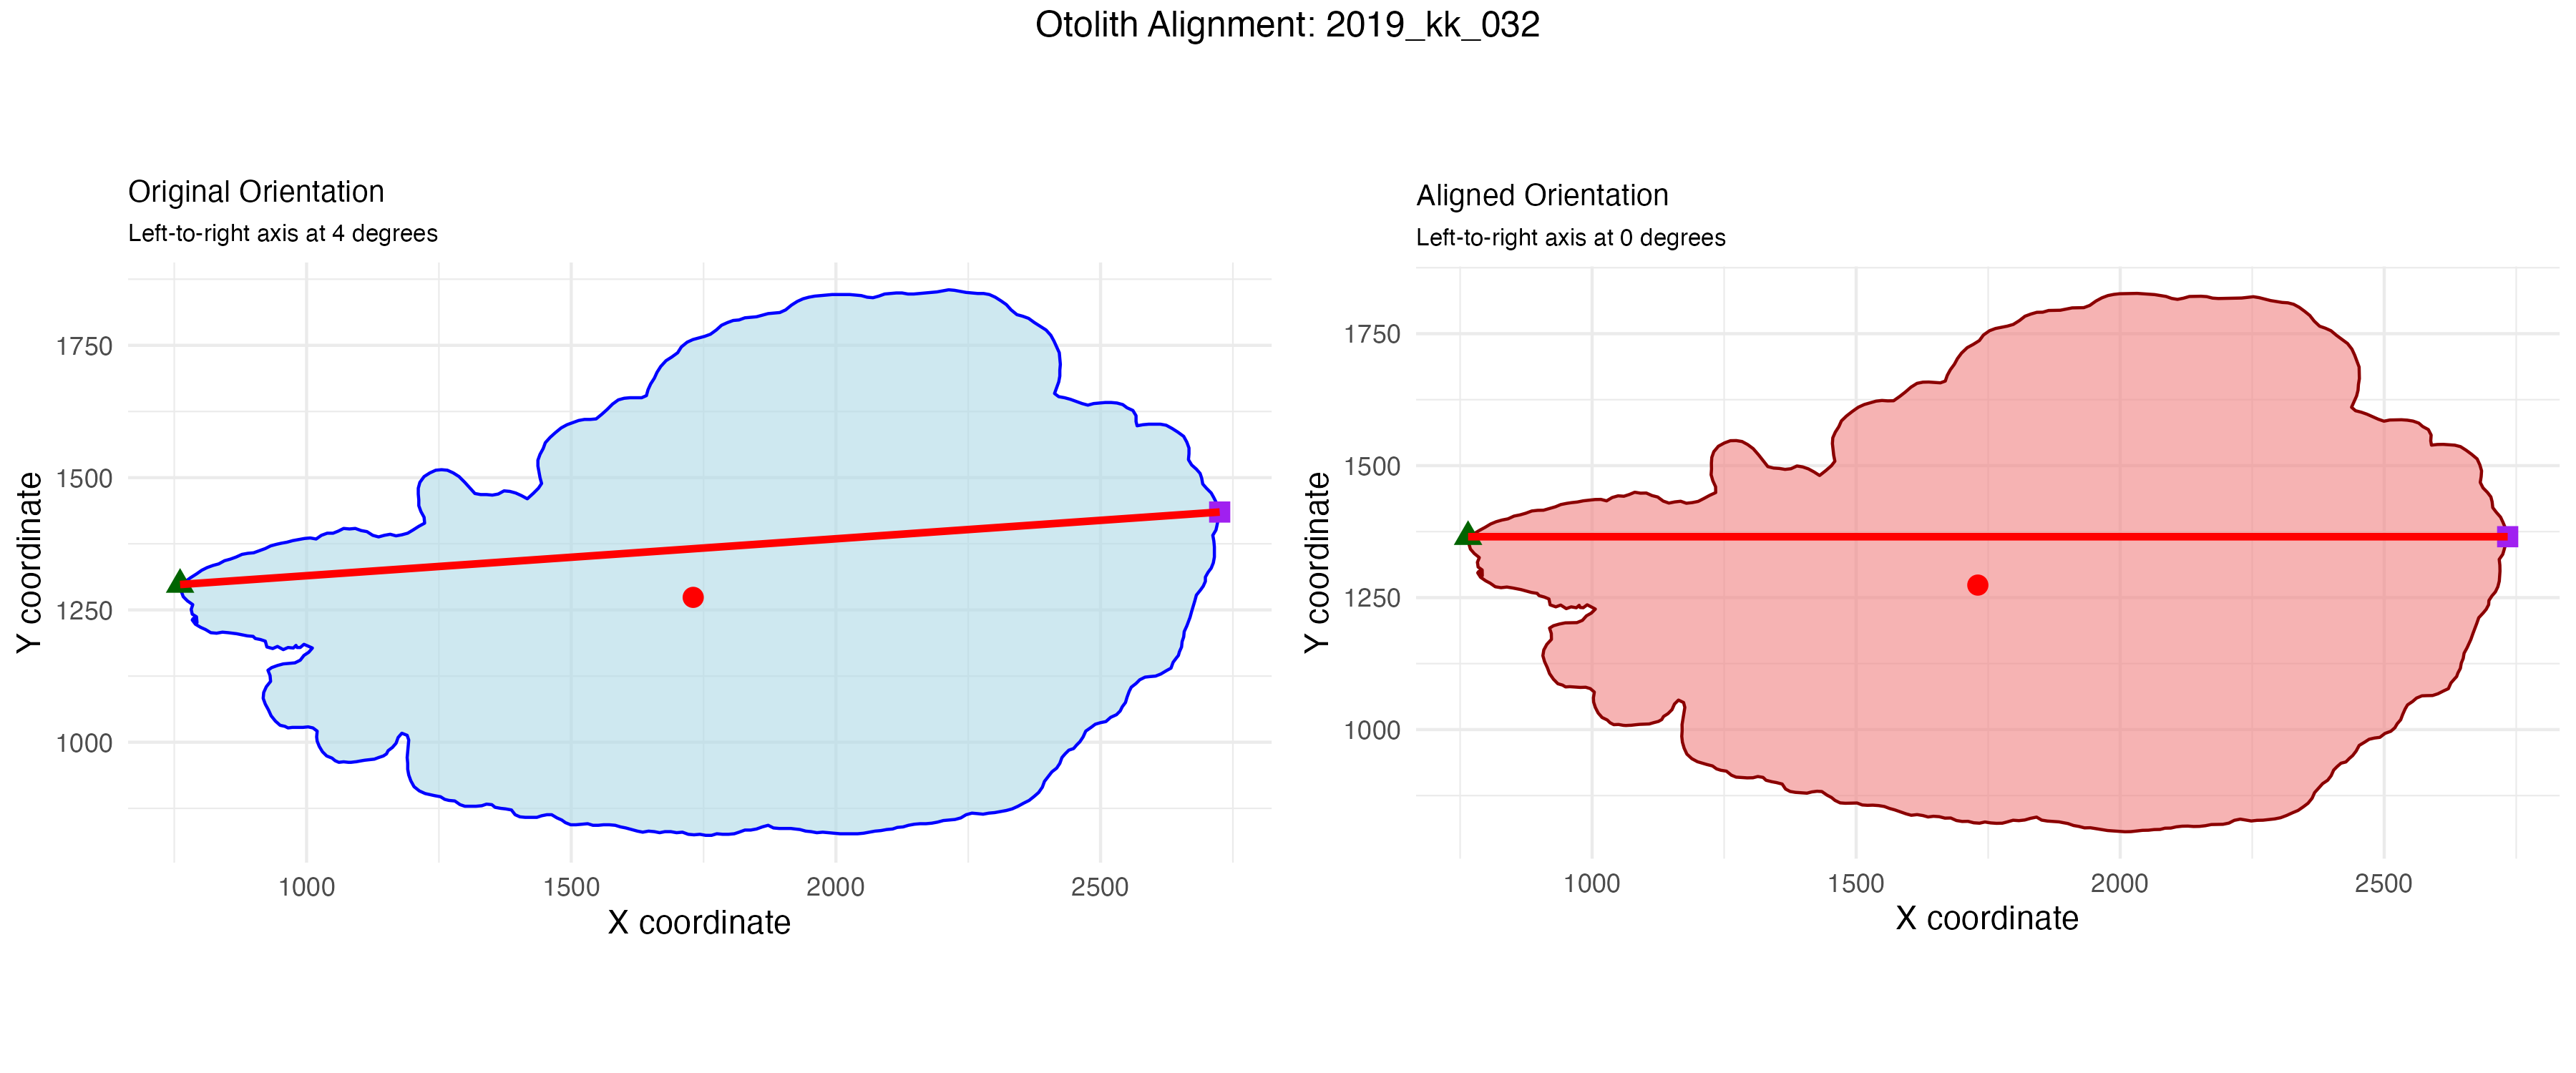 Otolith Alignment: 2019_kk_032
Original Orientation
Left-to-right axis at 4 degrees
Y coordinate
1750
1500
1250
1000
1000
1500
2000
2500
X coordinate
Aligned Orientation
Left-to-right axis at 0 degrees
Y coordinate
1750
1500
1250
1000
1000
1500
2000
2500
X coordinate